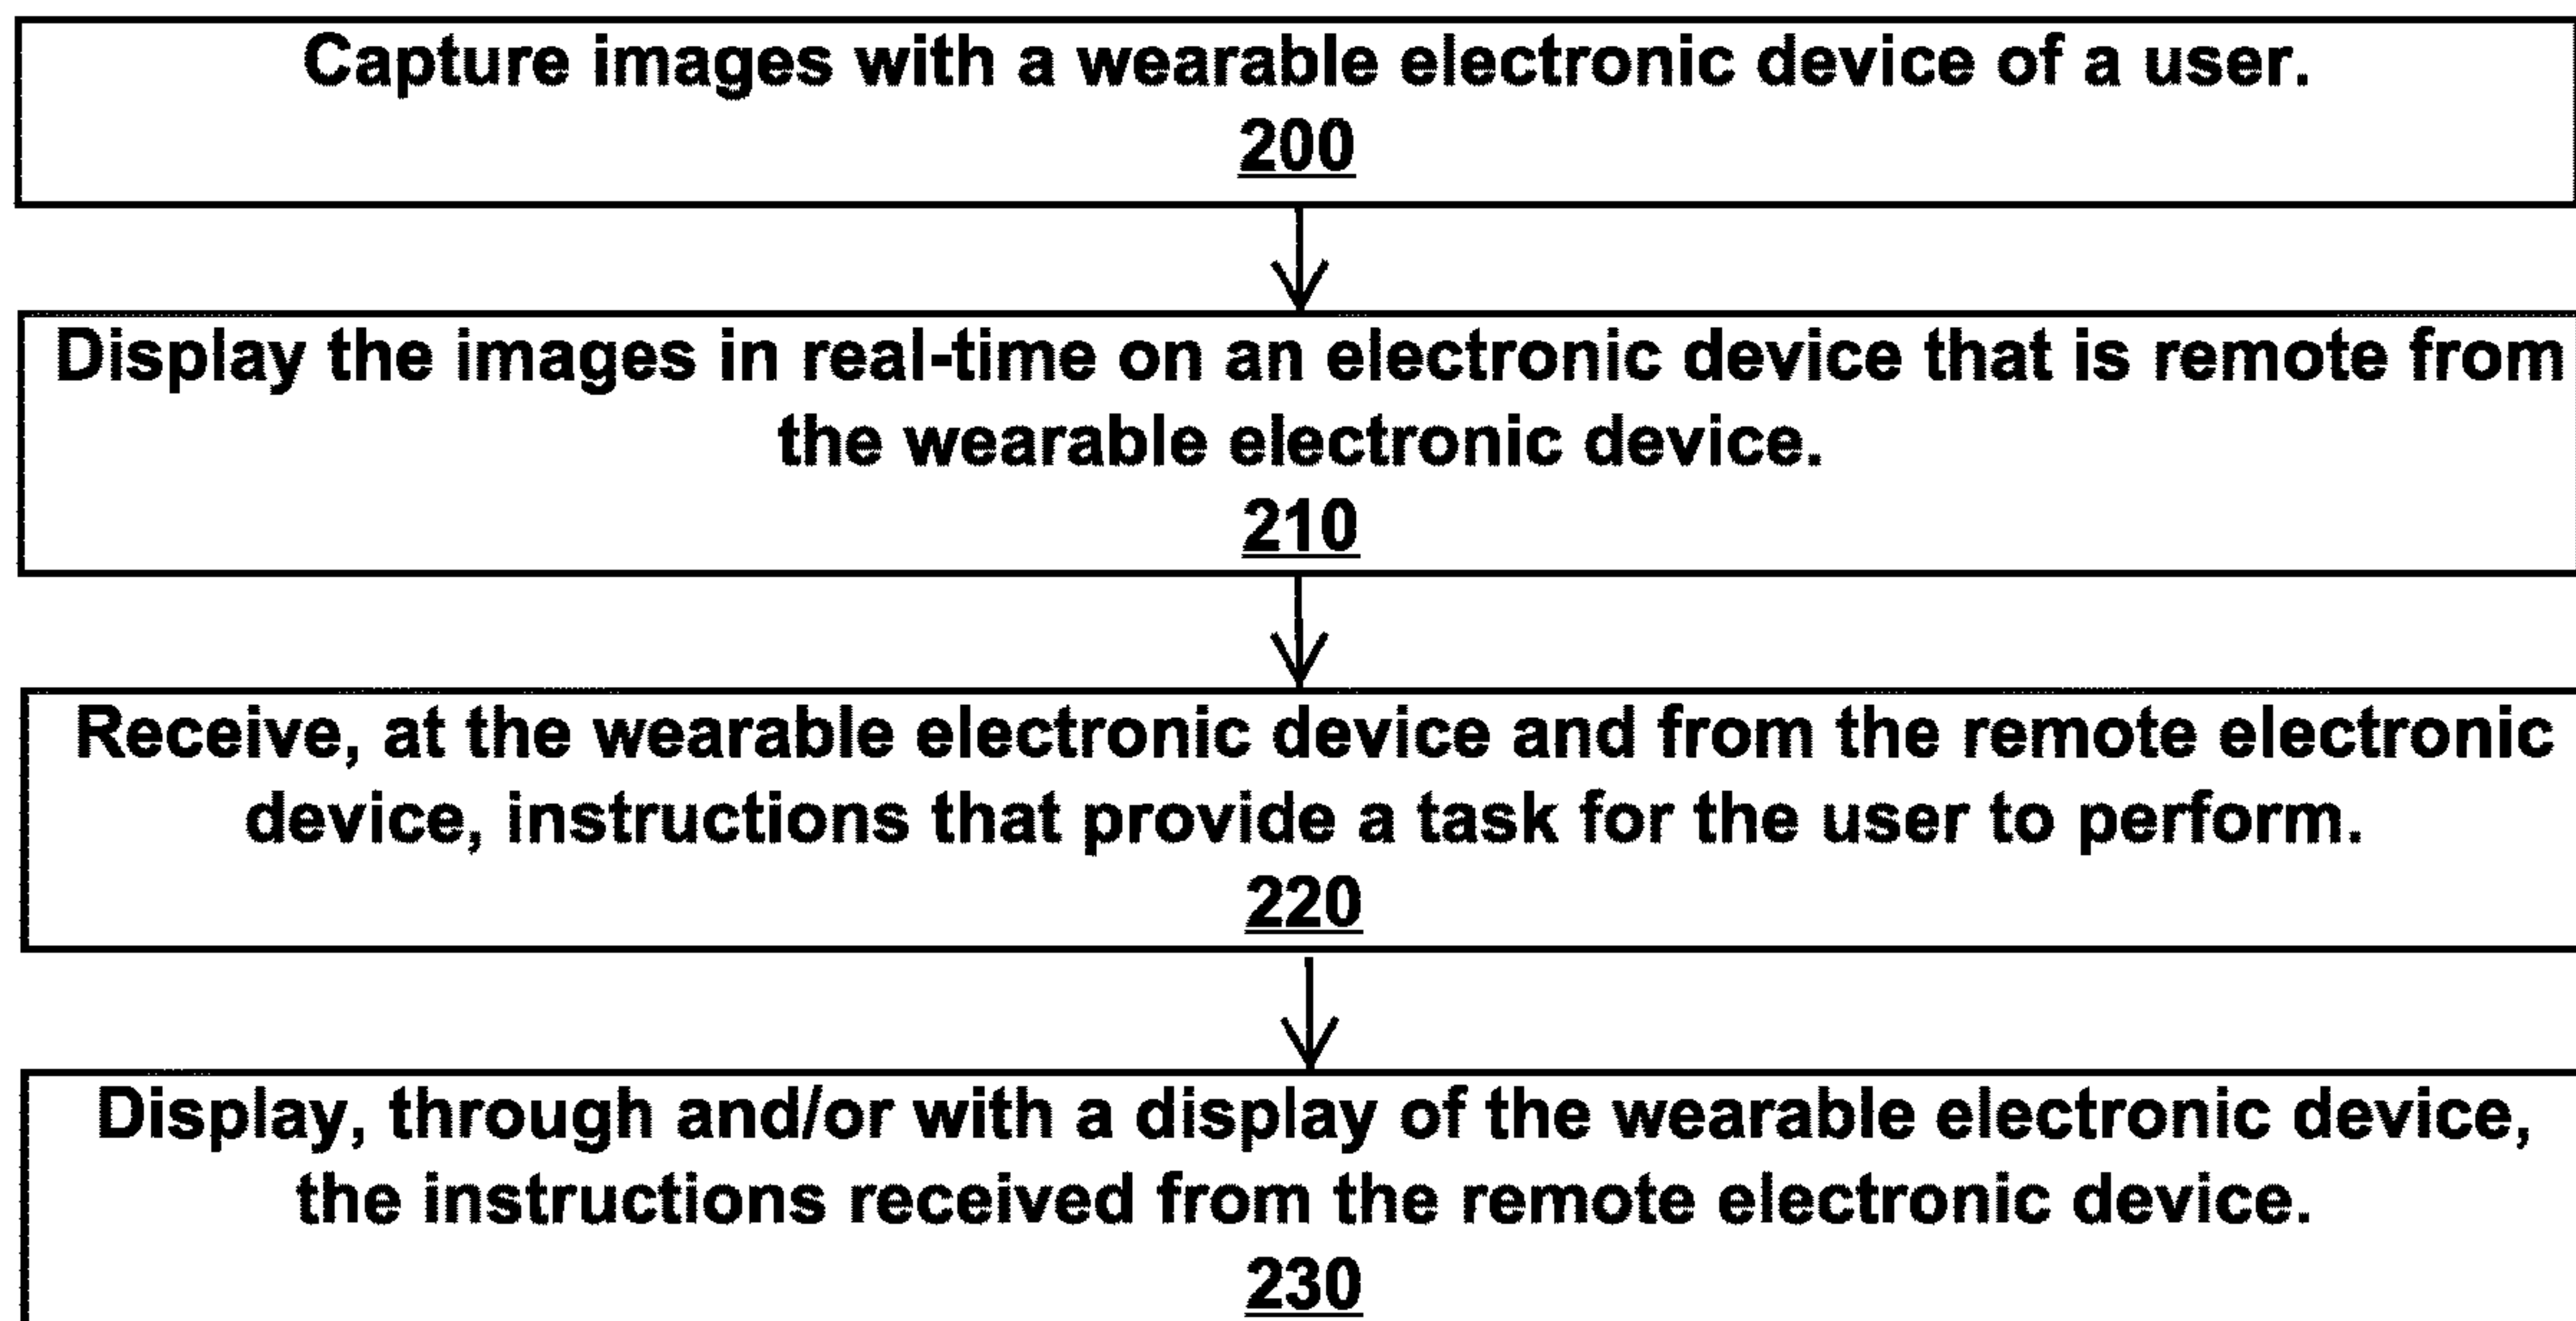 Capture images with a wearable electronic device of a user.
200
Display the images in real-time on an electronic device that is remote from
the wearable electronic device.
210
Receive, at the wearable electronic device and from the remote electronic
device, instructions that provide a task for the user to perform.
220
Display, through and/or with a display of the wearable electronic device,
the instructions received from the remote electronic device.
230